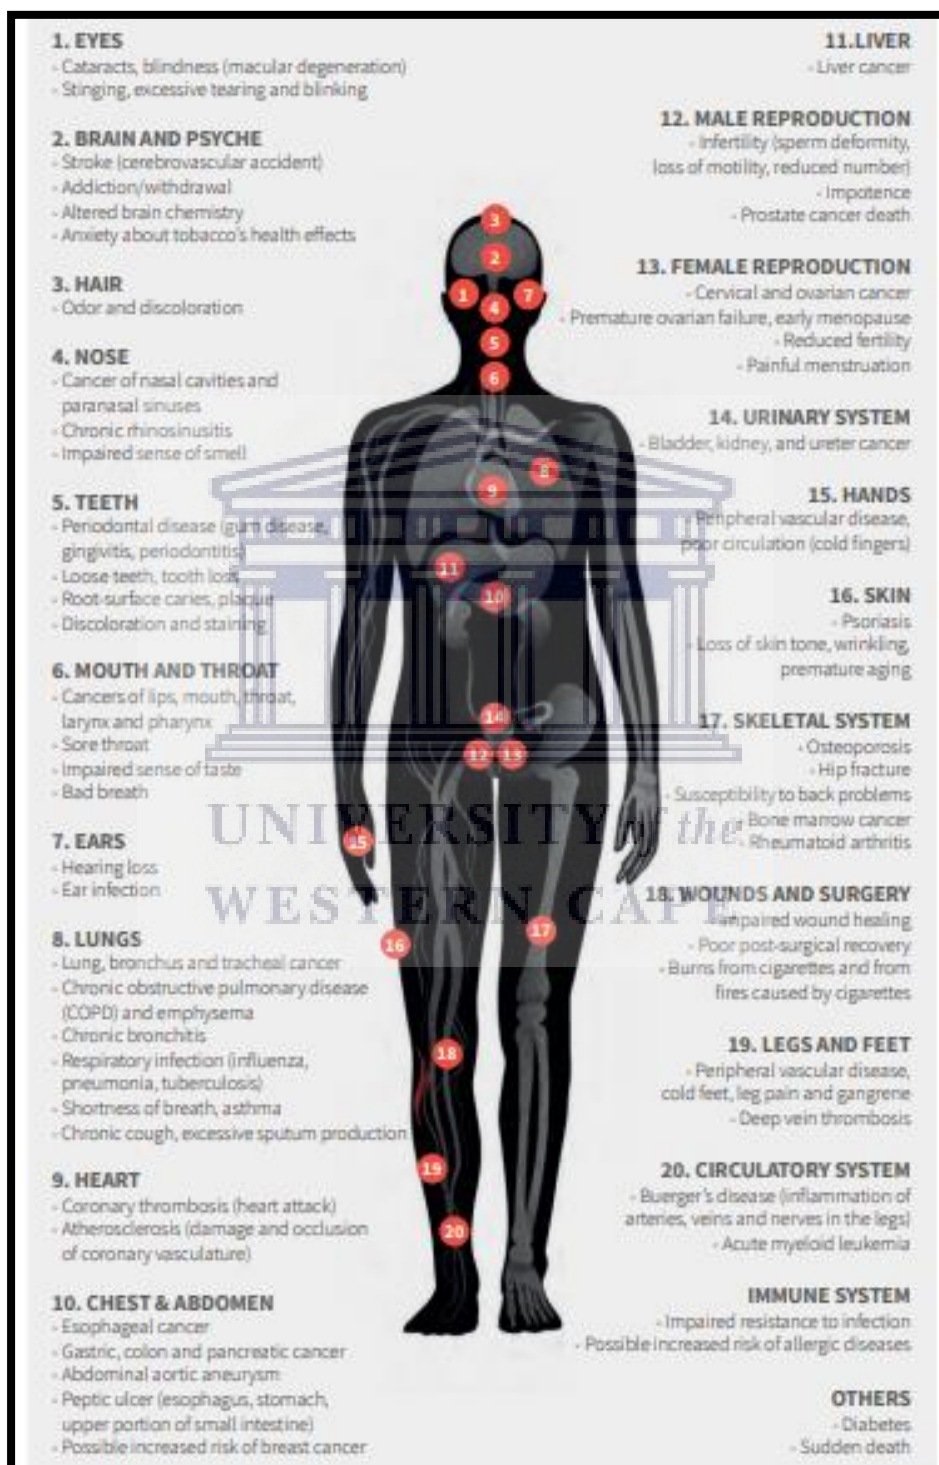 1. EYES
- Cataracts, blindness (macular degeneration)
- Stinging, excessive tearing and blinking
2. BRAIN AND PSYCHE
- Stroke (cerebrovascular accident)
- Addiction/withdrawal
- Altered brain chemistry
- Anxiety about tobacco's health effects
3. HAIR
- Odor and discoloration
4. NOSE
- Cancer of nasal cavities and
paranasal sinuses
- Chronic rhinosinusitis
- Impaired sense of smell
5. TEETH
- Periodontal disease (gum disease,
gingivitis, periodontitis)
- Loose teeth, tooth loss
- Root-surface caries, plaque
- Discoloration and staining
6. MOUTH AND THROAT
- Cancers of lips, mouth, throat,
larynx and pharynx
- Sore throat
- Impaired sense of taste
- Bad breath
7. EARS
- Hearing loss
- Ear infection
8. LUNGS
- Lung, bronchus and tracheal cancer
- Chronic obstructive pulmonary disease
(COPD) and emphysema
- Chronic bronchitis
- Respiratory infection (influenza,
pneumonia, tuberculosis)
- Shortness of breath, asthma
- Chronic cough, excessive sputum production
9. HEART
- Coronary thrombosis (heart attack)
- Atherosclerosis (damage and occlusion
of coronary vasculature)
10. CHEST & ABDOMEN
- Esophageal cancer
- Gastric, colon and pancreatic cancer
- Abdominal aortic aneurysm
- Peptic ulcer (esophagus, stomach,
upper portion of small intestine)
- Possible increased risk of breast cancer
3
2
1
4
7
5
6
8
9
11
10
14
12
13
15
16
17
18
19
20
UNIVERSITY of the
WESTERN CAPE
11.LIVER
- Liver cancer
12. MALE REPRODUCTION
- Infertility (sperm deformity,
loss of motility, reduced number)
- Impotence
- Prostate cancer death
13. FEMALE REPRODUCTION
- Cervical and ovarian cancer
- Premature ovarian failure, early menopause
- Reduced fertility
- Painful menstruation
14. URINARY SYSTEM
- Bladder, kidney, and ureter cancer
15. HANDS
- Peripheral vascular disease,
poor circulation (cold fingers)
16. SKIN
- Psoriasis
- Loss of skin tone, wrinkling,
premature aging
17. SKELETAL SYSTEM
- Osteoporosis
- Hip fracture
- Susceptibility to back problems
- Bone marrow cancer
- Rheumatoid arthritis
18. WOUNDS AND SURGERY
- Impaired wound healing
- Poor post-surgical recovery
- Burns from cigarettes and from
fires caused by cigarettes
19. LEGS AND FEET
- Peripheral vascular disease,
cold feet, leg pain and gangrene
- Deep vein thrombosis
20. CIRCULATORY SYSTEM
- Buerger's disease (inflammation of
arteries, veins and nerves in the legs)
- Acute myeloid leukemia
IMMUNE SYSTEM
- Impaired resistance to infection
- Possible increased risk of allergic diseases
OTHERS
- Diabetes
- Sudden death